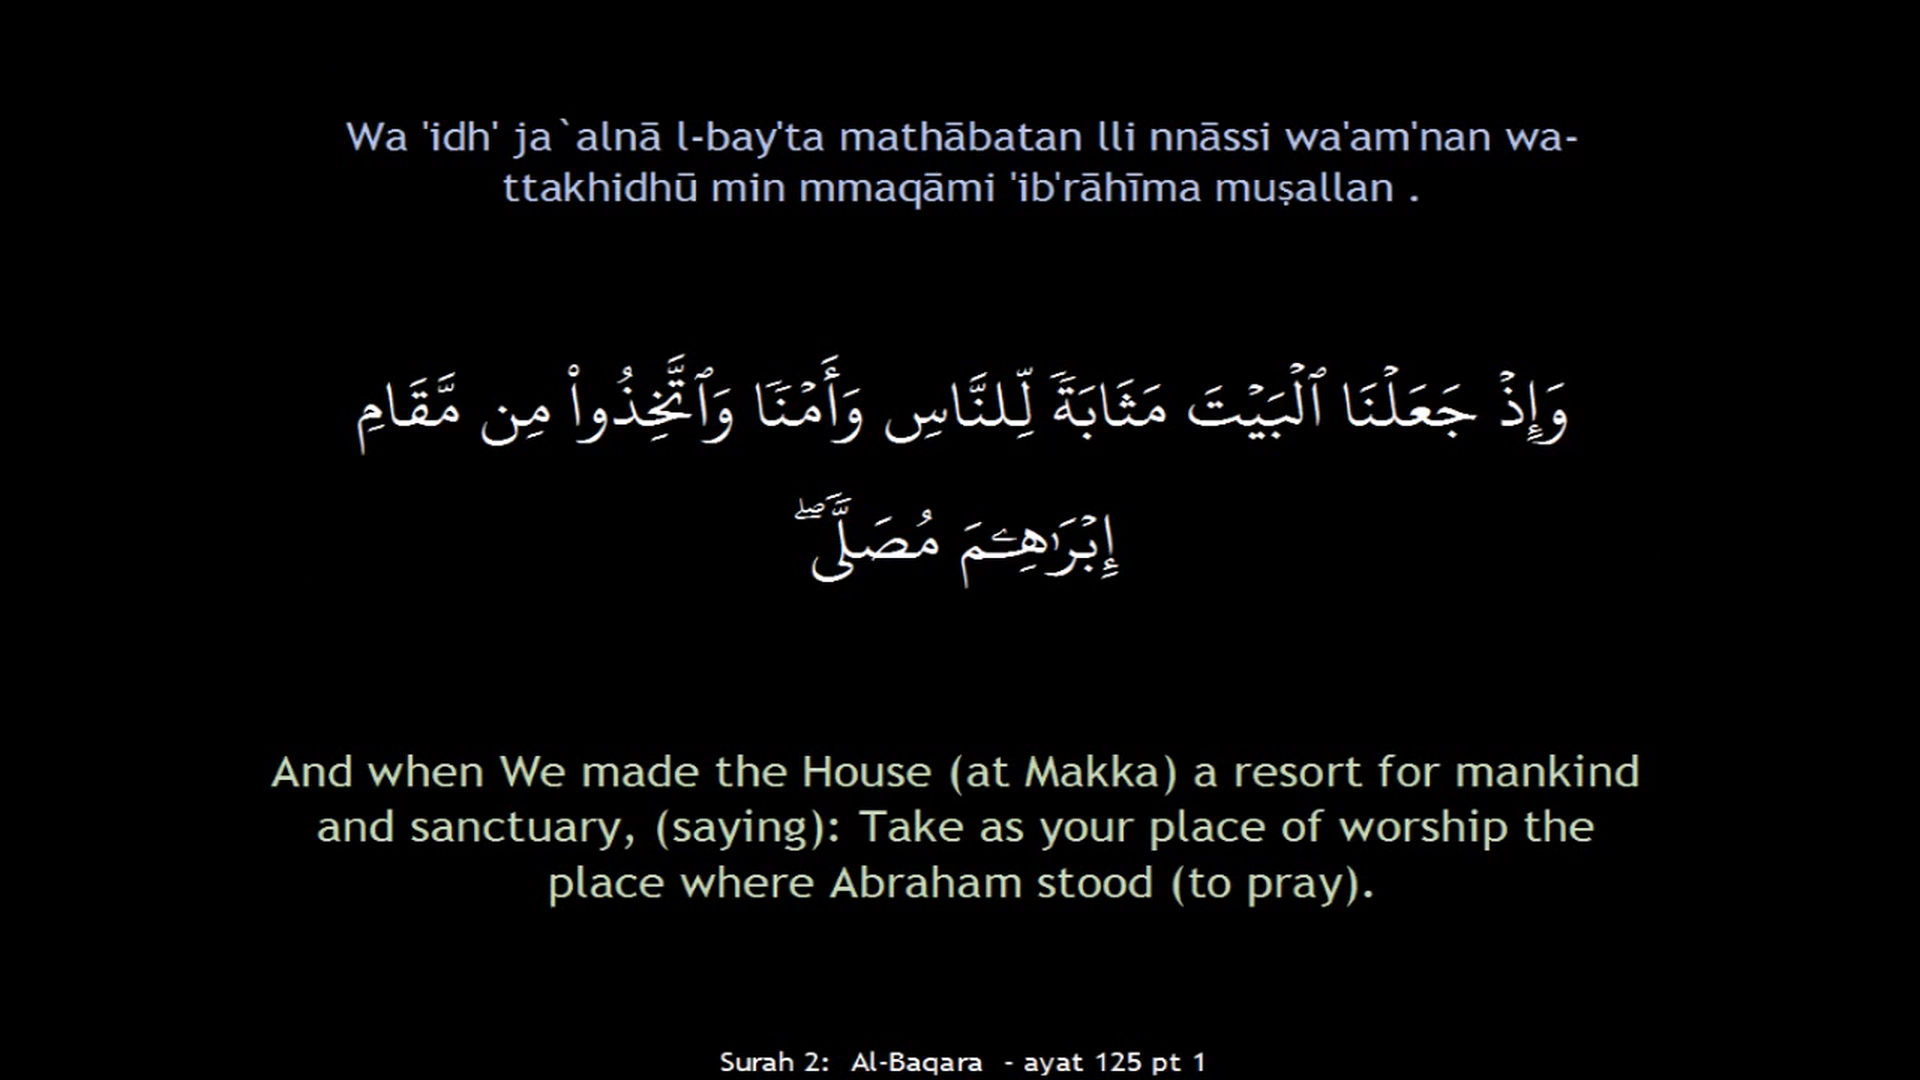 Wa 'idh' ja`alnā l-bay'ta mathābatan lli nnāssi wa'am'nan wa-
ttakhidhū min mmaqāmi 'ib'rāhīma muṣallan .
وَإِذْ جَعَلْنَا ٱلْبَيْتَ مَثَابَةًۭ لِّلنَّاسِ وَأَمْنًۭا وَٱتَّخِذُوا۟ مِن مَّقَامِ
إِبْرَٰهِـۧمَ مُصَلًّۭى ۖ
And when We made the House (at Makka) a resort for mankind
and sanctuary, (saying): Take as your place of worship the
place where Abraham stood (to pray).
Surah 2: Al-Baqara - ayat 125 pt 1